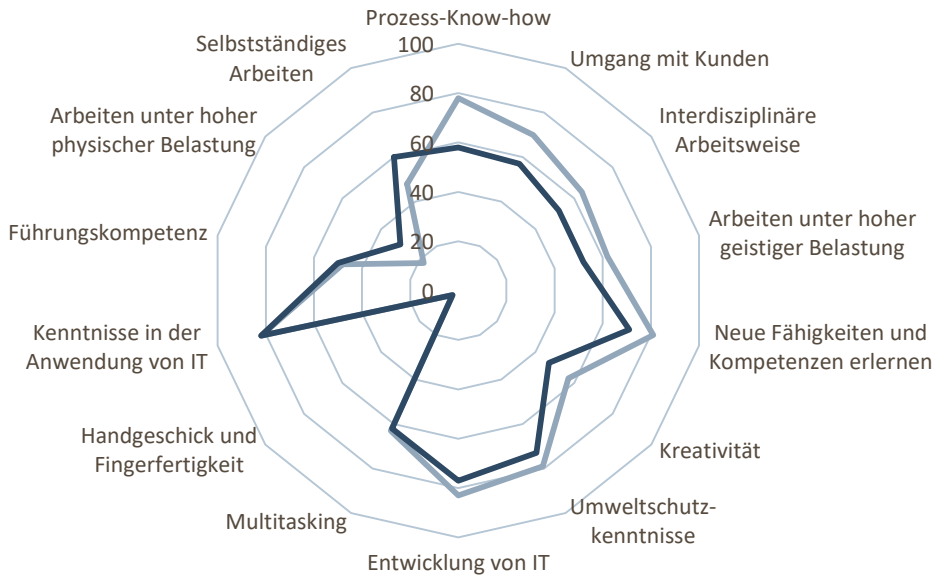 Prozess-Know-how
Umgang mit Kunden
Interdisziplinäre
Arbeitsweise
Arbeiten unter hoher
geistiger Belastung
Neue Fähigkeiten und
Kompetenzen erlernen
Kreativität
Umweltschutz-
kenntnisse
Entwicklung von IT
Multitasking
Handgeschick und
Fingerfertigkeit
Kenntnisse in der
Anwendung von IT
Führungskompetenz
Arbeiten unter hoher
physischer Belastung
Selbstständiges
Arbeiten
100
80
60
40
20
0